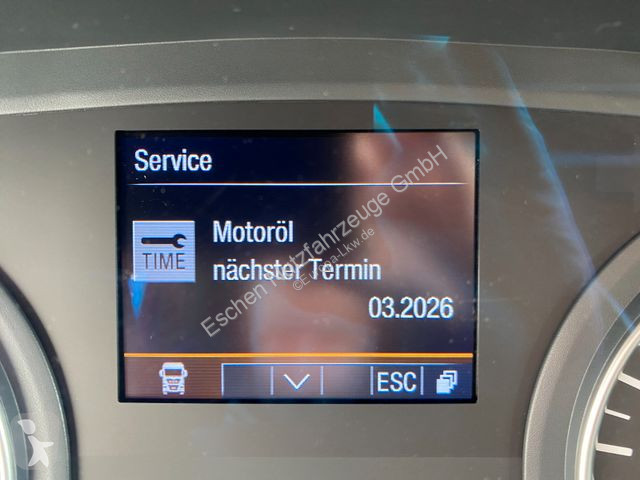 Service
TIME
Motoröl
nächster Termin
03.2026
ESC
Eschen Nutzfahrzeuge GmbH